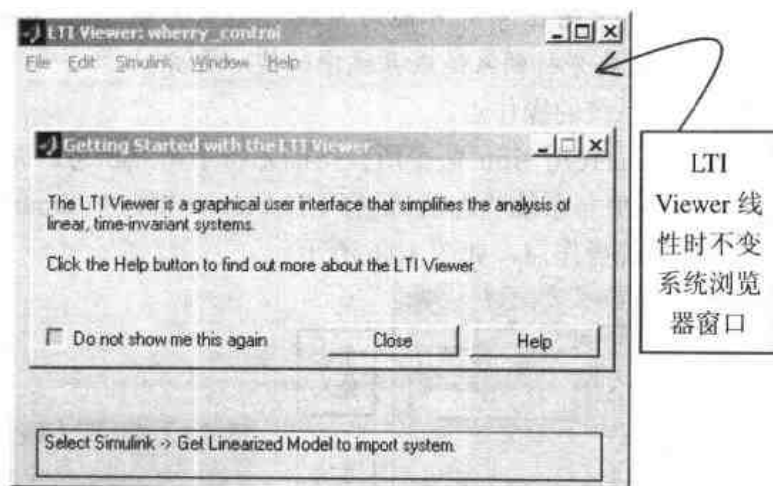 LTI Viewer: wherry_control
File Edit Simulink Window Help
Getting Started with the LTI Viewer
The LTI Viewer is a graphical user interface that simplifies the analysis of
linear, time-invariant systems.
Click the Help button to find out more about the LTI Viewer.
Do not show me this again
Close
Help
Select Simulink -> Get Linearized Model to import system.
LTI
Viewer 线
性时不变
系统浏览
器窗口